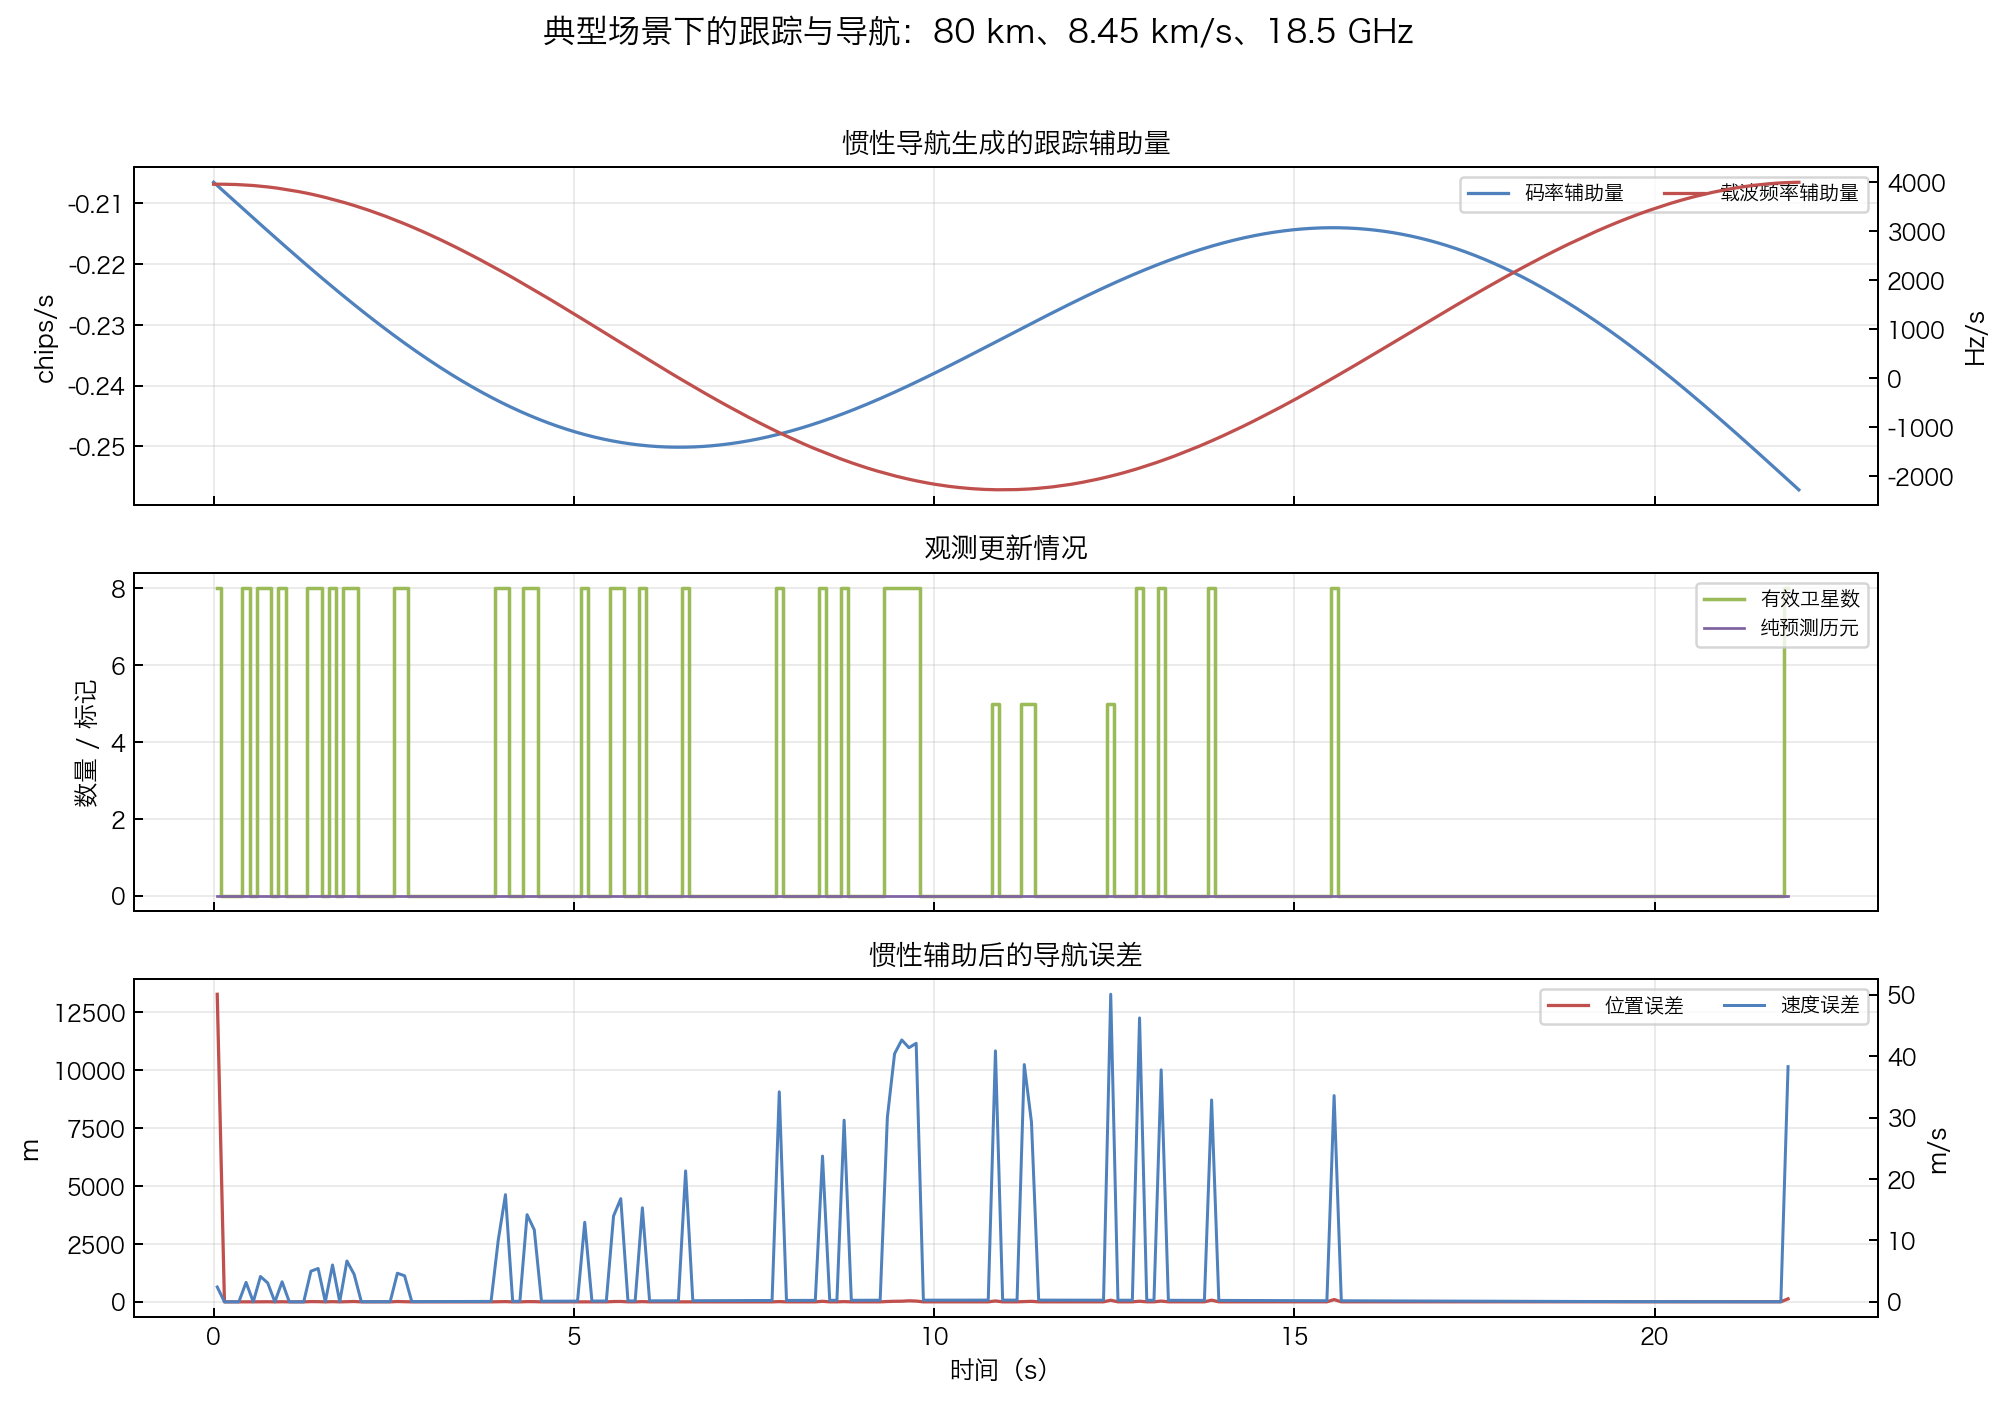 典型场景下的跟踪与导航：80 km、8.45 km/s、18.5 GHz
惯性导航生成的跟踪辅助量
码率辅助量 载波频率辅助量
-0.21
-0.22
-0.23
-0.24
-0.25
chips/s
4000
3000
2000
1000
0
-1000
-2000
Hz/s
观测更新情况
有效卫星数
纯预测历元
8
6
4
2
0
数量 / 标记
惯性辅助后的导航误差
位置误差 速度误差
12500
10000
7500
5000
2500
0
m
50
40
30
20
10
0
m/s
0 5 10 15 20
时间（s）